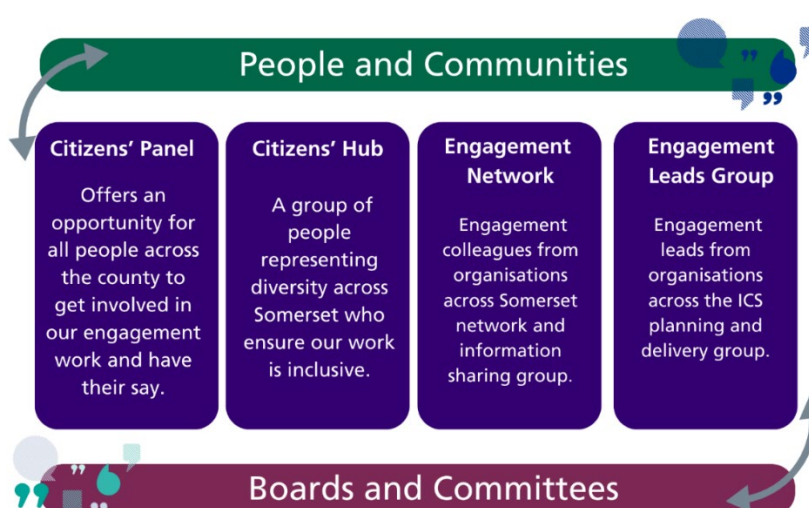 People and Communities
Citizens’ Panel
Offers an
opportunity for
all people across
the county to
get involved in
our engagement
work and have
their say.
Citizens’ Hub
A group of
people
representing
diversity across
Somerset who
ensure our work
is inclusive.
Engagement
Network
Engagement
colleagues from
organisations
across Somerset
network and
information
sharing group.
Engagement
Leads Group
Engagement
leads from
organisations
across the ICS
planning and
delivery group.
Boards and Committees